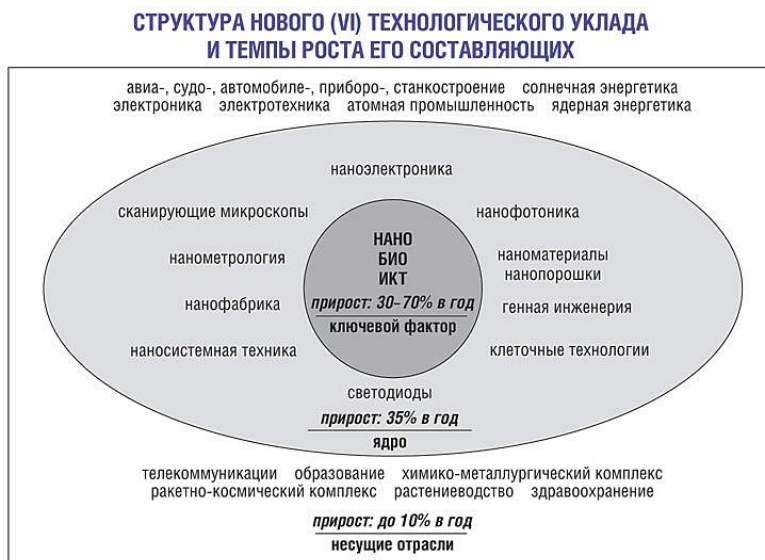 СТРУКТУРА НОВОГО (VI) ТЕХНОЛОГИЧЕСКОГО УКЛАДА
И ТЕМПЫ РОСТА ЕГО СОСТАВЛЯЮЩИХ
авиа-, судо-, автомобиле-, приборо-, станкостроение солнечная энергетика
электроника электротехника атомная промышленность ядерная энергетика
наноэлектроника
сканирующие микроскопы
нанофотоника
НАНО
БИО
ИКТ
прирост: 30–70% в год
ключевой фактор
нанометрология
наноматериалы
нанопорошки
нанофабрика
генная инженерия
наносистемная техника
клеточные технологии
светодиоды
прирост: 35% в год
ядро
телекоммуникации образование химико-металлургический комплекс
ракетно-космический комплекс растениеводство здравоохранение
прирост: до 10% в год
несущие отрасли